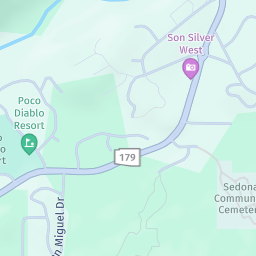 Son Silver
West
Poco
Diablo
Resort
179
Sedona
Commun
Cemete
Miguel Dr